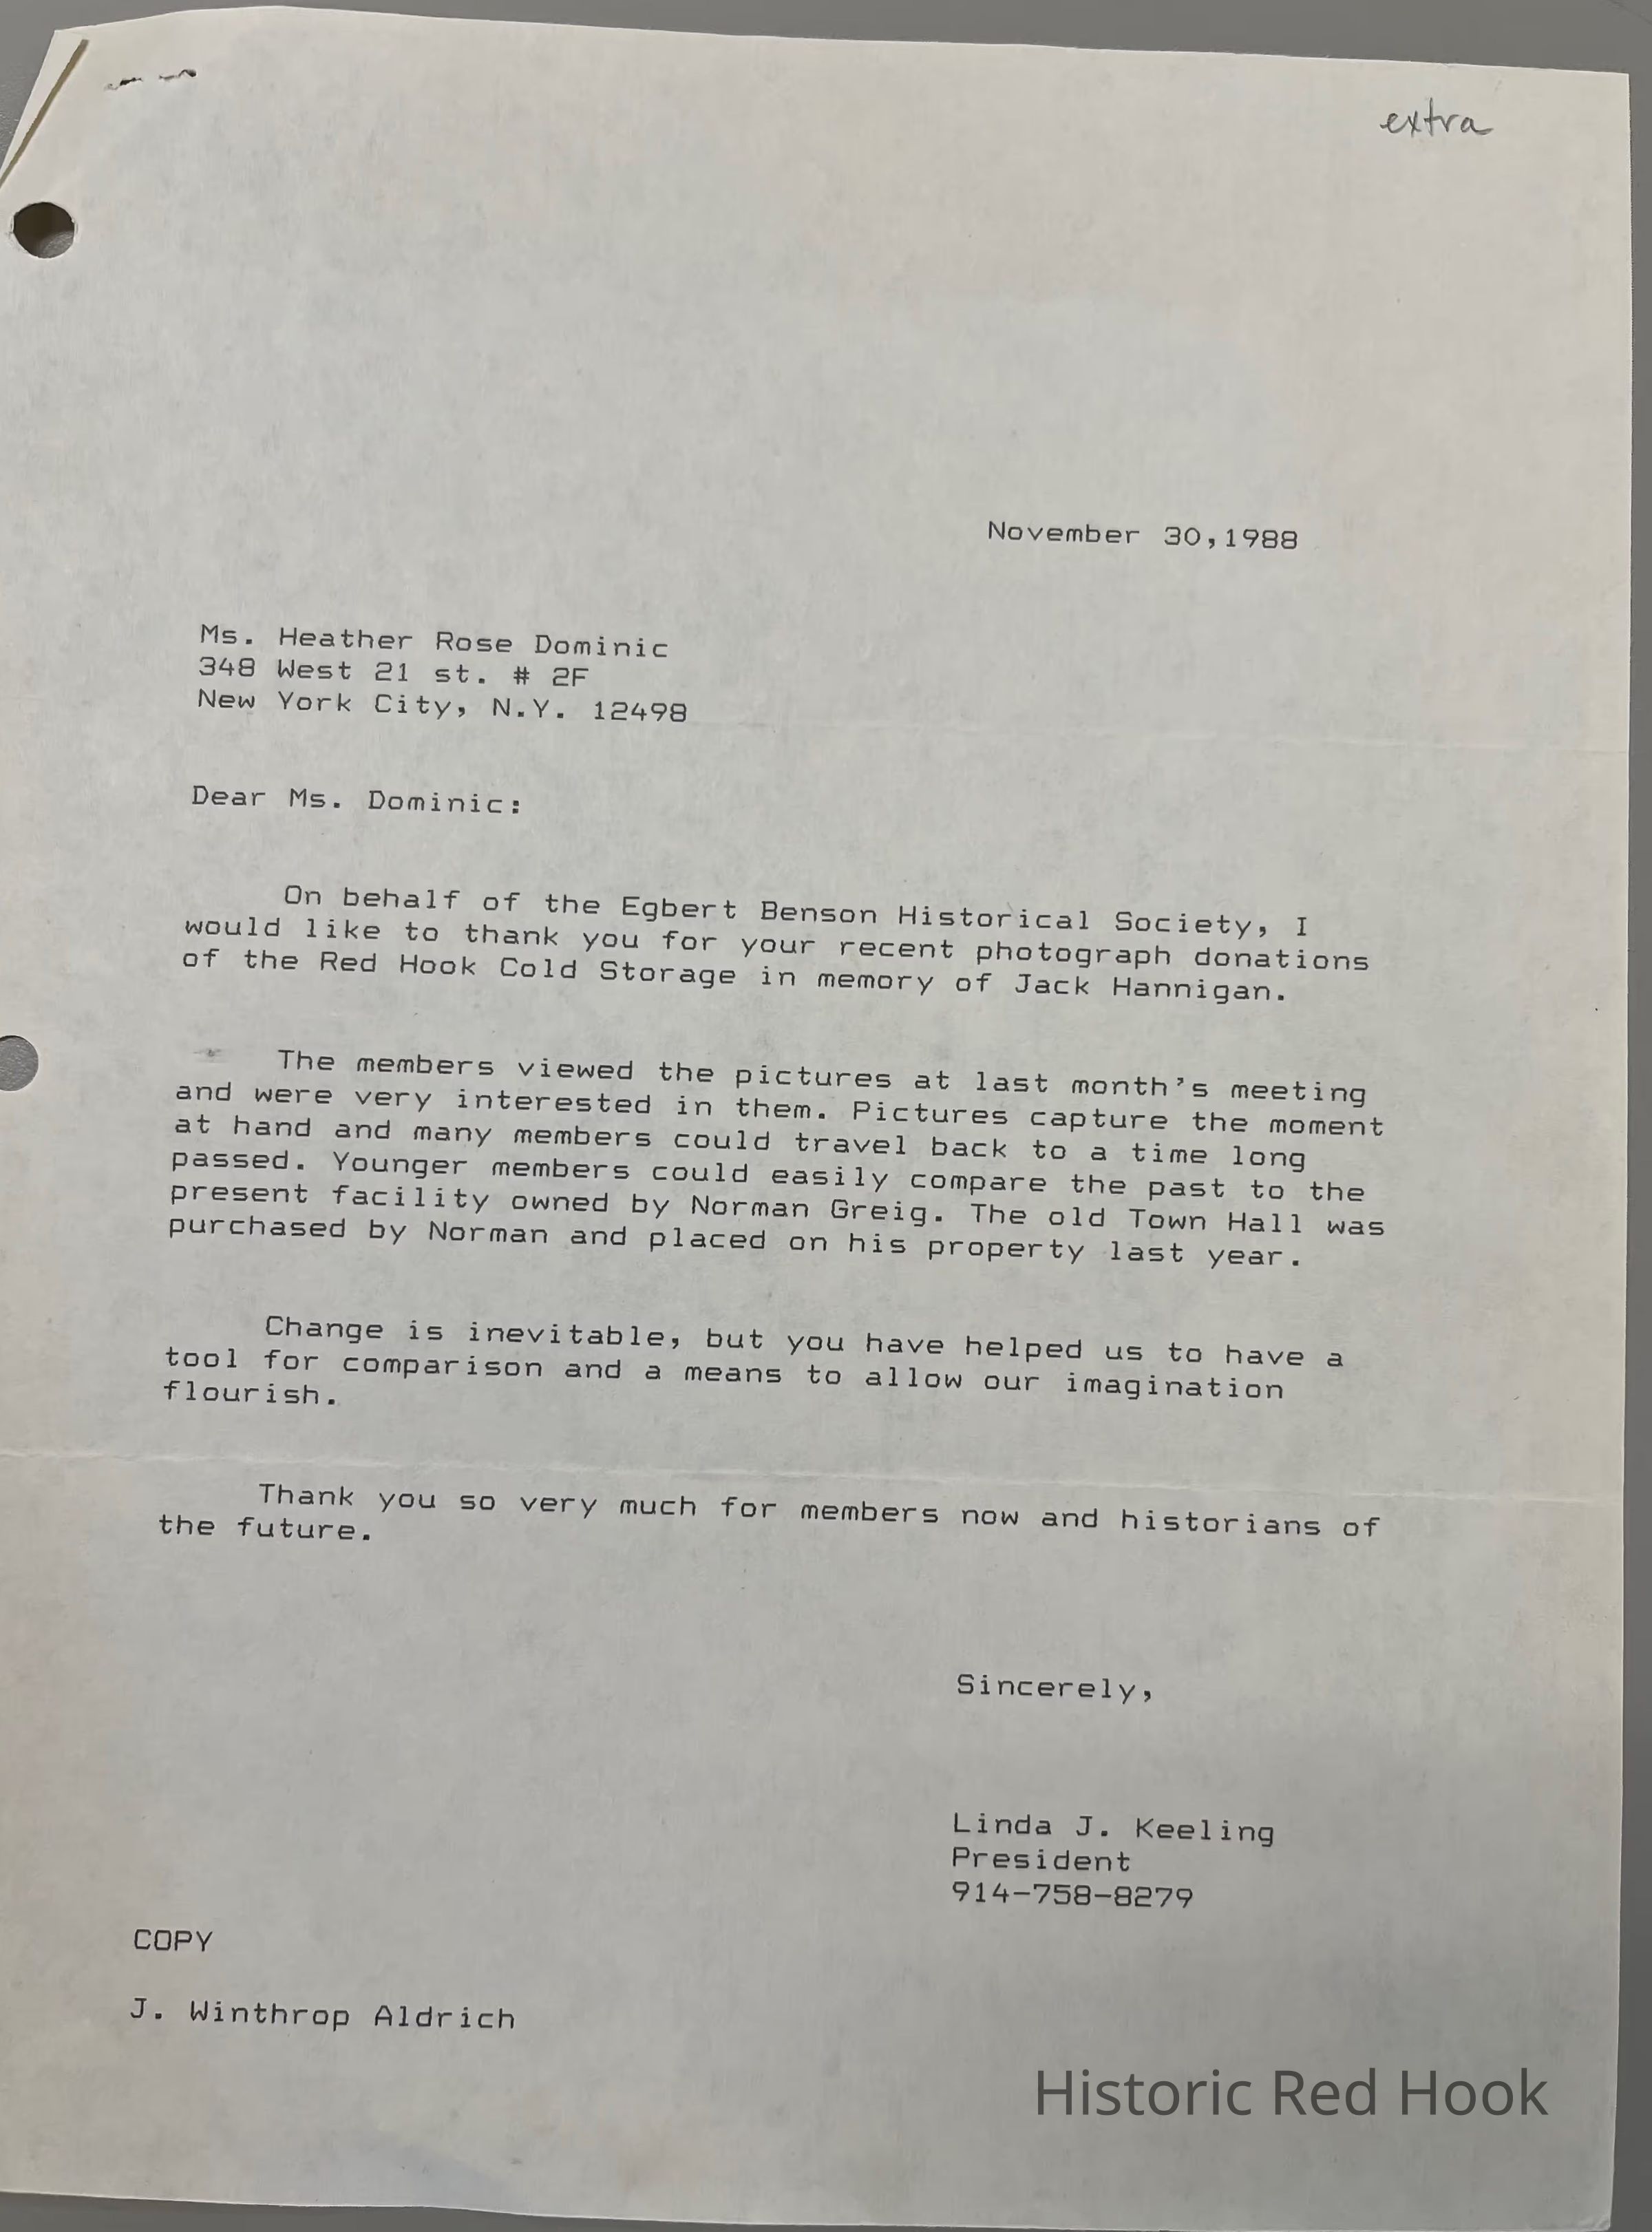 extra
November 30,1988
Ms. Heather Rose Dominic
348 West 21 st. # 2F
New York City, N.Y. 12498
Dear Ms. Dominic:
On behalf of the Egbert Benson Historical Society, I
would like to thank you for your recent photograph donations
of the Red Hook Cold Storage in memory of Jack Hannigan.
The members viewed the pictures at last month's meeting
and were very interested in them. Pictures capture the moment
at hand and many members could travel back to a time long
passed. Younger members could easily compare the past to the
present facility owned by Norman Greig. The old Town Hall was
purchased by Norman and placed on his property last year.
Change is inevitable, but you have helped us to have a
tool for comparison and a means to allow our imagination
flourish.
Thank you so very much for members now and historians of
the future.
Sincerely,
Linda J. Keeling
President
914-758-8279
COPY
J. Winthrop Aldrich
Historic Red Hook